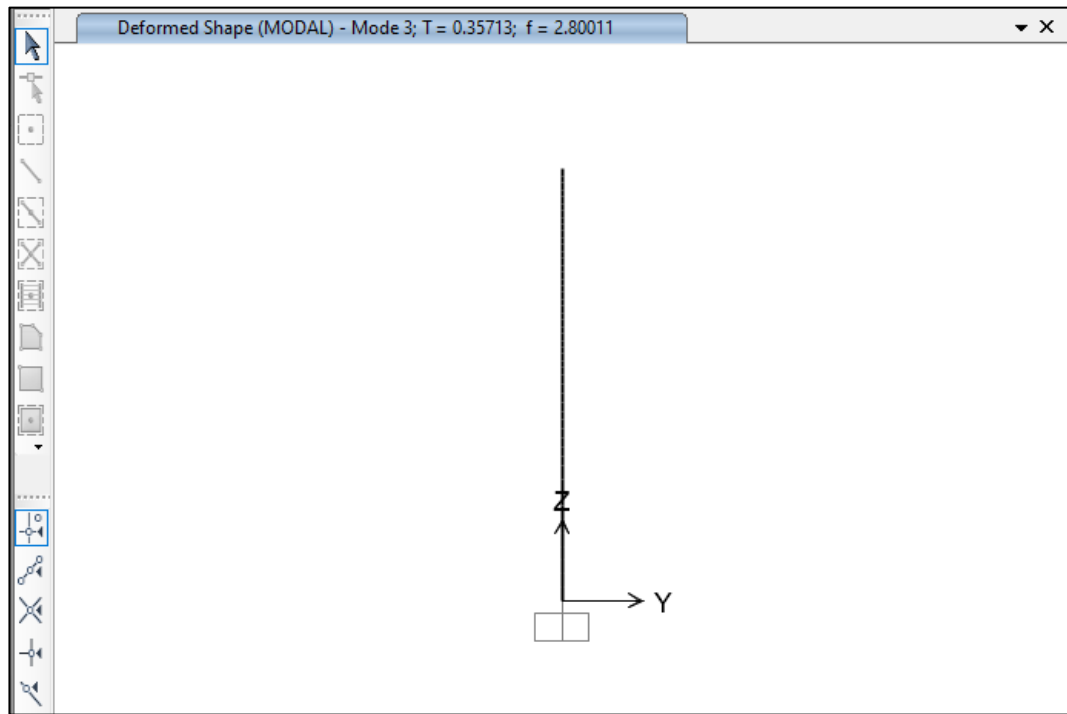 Deformed Shape (MODAL) - Mode 3; T = 0.35713; f = 2.80011
Z
Y